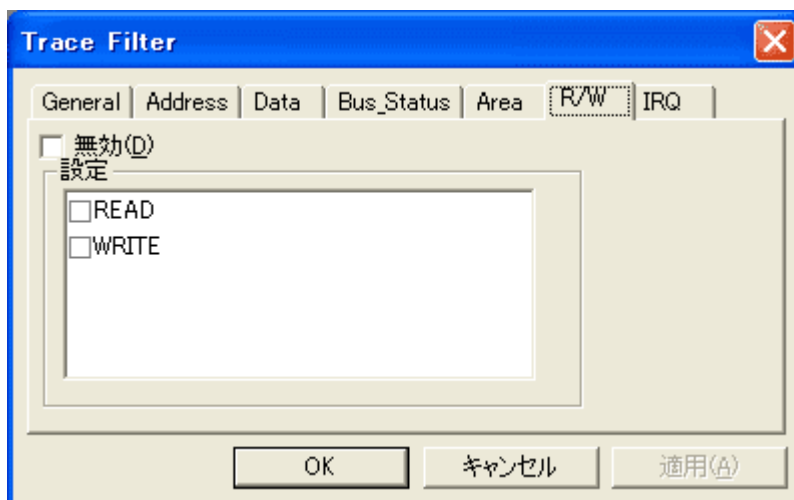 Trace Filter
General Address Data Bus_Status Area R/W IRQ
無効(D)
設定
READ
WRITE
OK キャンセル 適用(A)